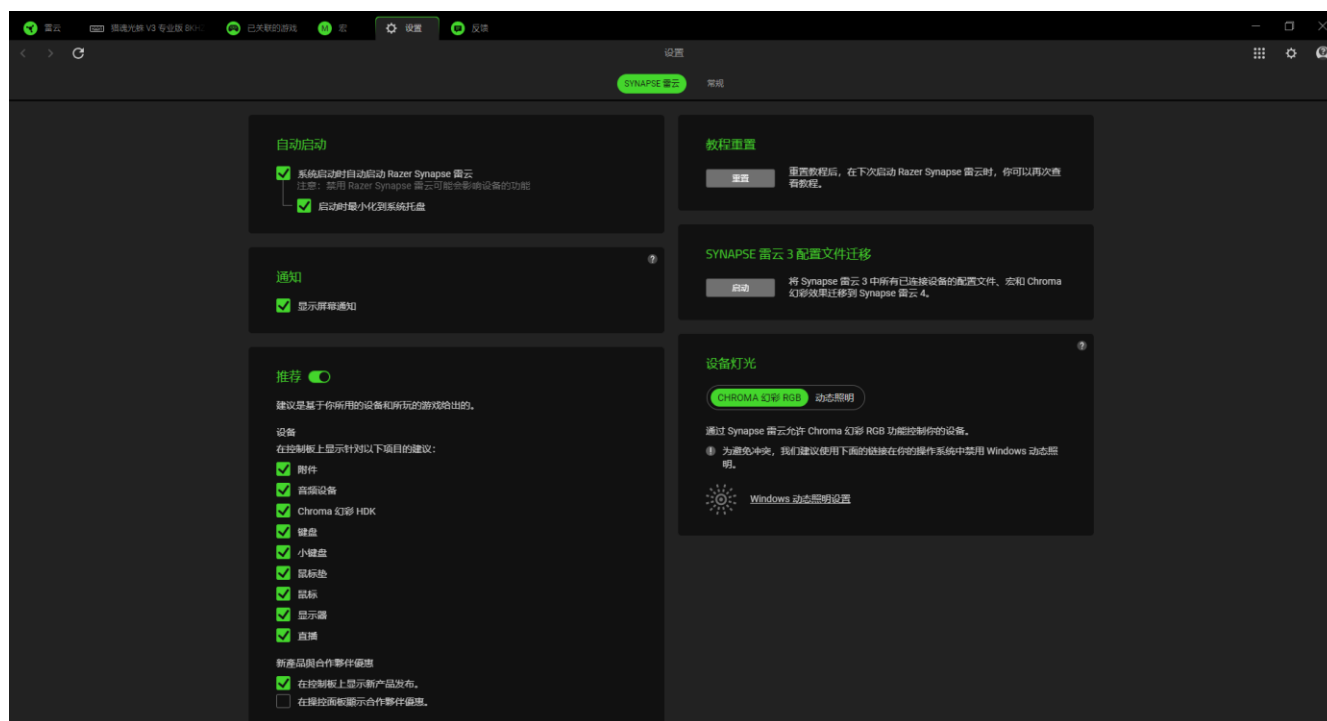 雷云
猎魂光蛛 V3 专业版 8KHz
已关联的游戏
宏
设置
反馈
设置
SYNAPSE 雷云
常规
自动启动
系统启动时自动启动 Razer Synapse 雷云
注意：禁用 Razer Synapse 雷云可能会影响设备的功能
启动时最小化到系统托盘
通知
显示屏幕通知
推荐
建议是基于你所用的设备和所玩的游戏给出的。
设备
在控制板上显示针对以下项目的建议：
附件
音频设备
Chroma 幻彩 HDK
键盘
小键盘
鼠标垫
鼠标
显示器
直播
新產品與合作夥伴優惠
在控制板上显示新产品发布。
在操控面板顯示合作夥伴優惠。
教程重置
重置
重置教程后，在下次启动 Razer Synapse 雷云时，你可以再次查
看教程。
SYNAPSE 雷云 3 配置文件迁移
启动
将 Synapse 雷云 3 中所有已连接设备的配置文件、宏和 Chroma
幻彩效果迁移到 Synapse 雷云 4。
设备灯光
CHROMA 幻彩 RGB
动态照明
通过 Synapse 雷云允许 Chroma 幻彩 RGB 功能控制你的设备。
为避免冲突，我们建议使用下面的链接在你的操作系统中禁用 Windows 动态照
明。
Windows 动态照明设置